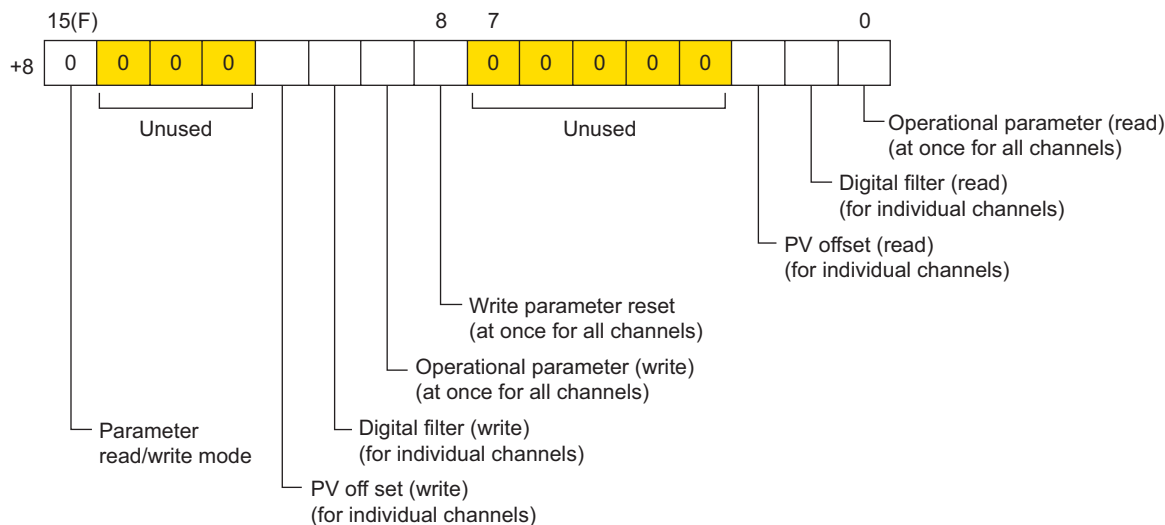 15(F) 8 7 0
+8 0 0 0 0 0 0 0 0 0
Unused Unused
Operational parameter (read)
(at once for all channels)
Digital filter (read)
(for individual channels)
PV offset (read)
(for individual channels)
Write parameter reset
(at once for all channels)
Operational parameter (write)
(at once for all channels)
Parameter
read/write mode
Digital filter (write)
(for individual channels)
PV off set (write)
(for individual channels)